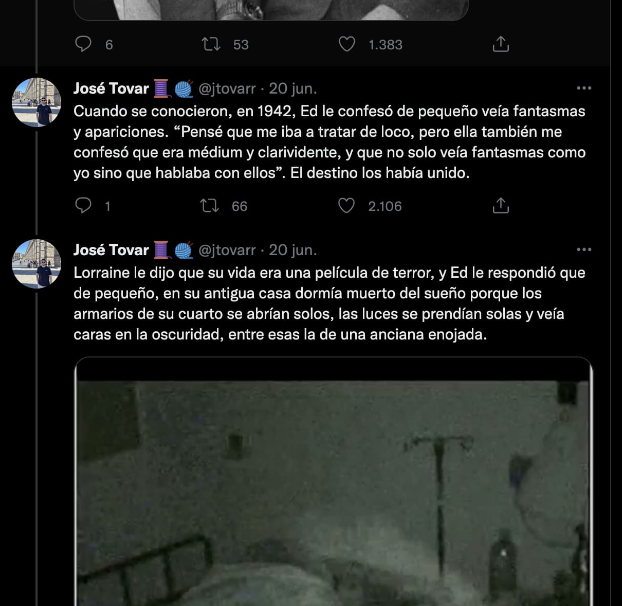 6 53 1.383
José Tovar 🧵 🧶 @jtovarr · 20 jun.
Cuando se conocieron, en 1942, Ed le confesó de pequeño veía fantasmas
y apariciones. “Pensé que me iba a tratar de loco, pero ella también me
confesó que era médium y clarividente, y que no solo veía fantasmas como
yo sino que hablaba con ellos”. El destino los había unido.
1 66 2.106
José Tovar 🧵 🧶 @jtovarr · 20 jun.
Lorraine le dijo que su vida era una película de terror, y Ed le respondió que
de pequeño, en su antigua casa dormía muerto del sueño porque los
armarios de su cuarto se abrían solos, las luces se prendían solas y veía
caras en la oscuridad, entre esas la de una anciana enojada.